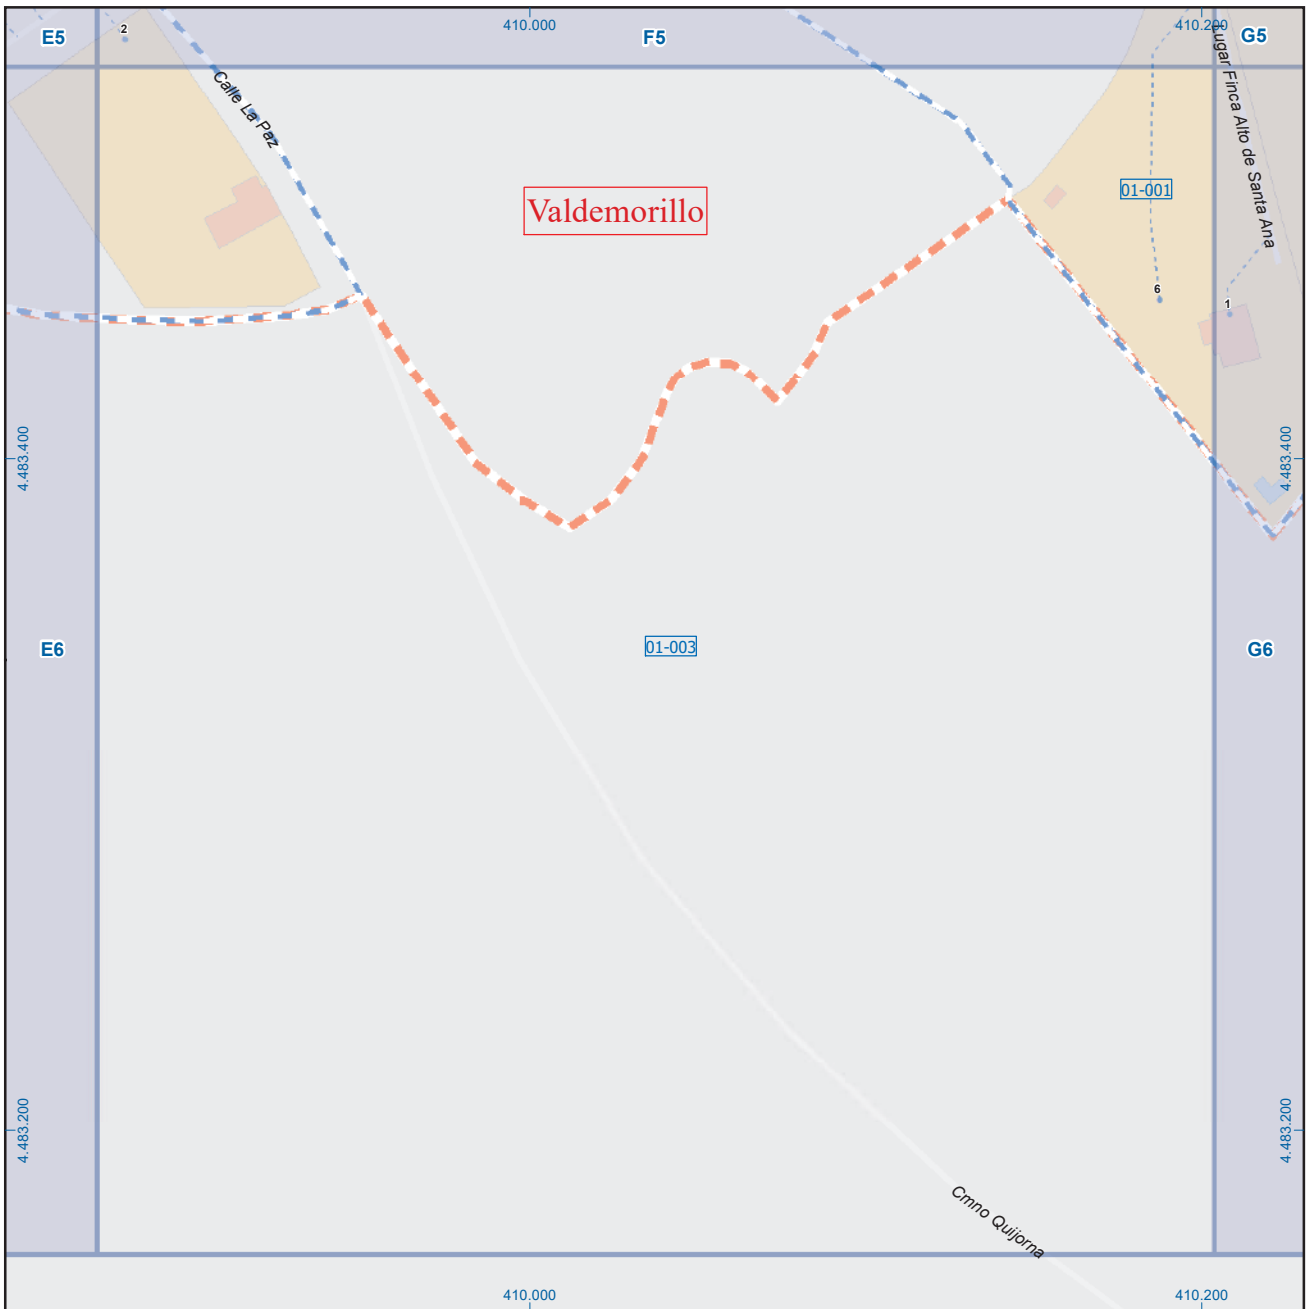 410.000
410.200
E5
2
F5
G5
Calle La Paz
Lugar Finca Alto de Santa Ana
01-001
Valdemorillo
6
1
4.483.400
4.483.400
E6
01-003
G6
4.483.200
4.483.200
Cmno Quijorna
410.000
410.200